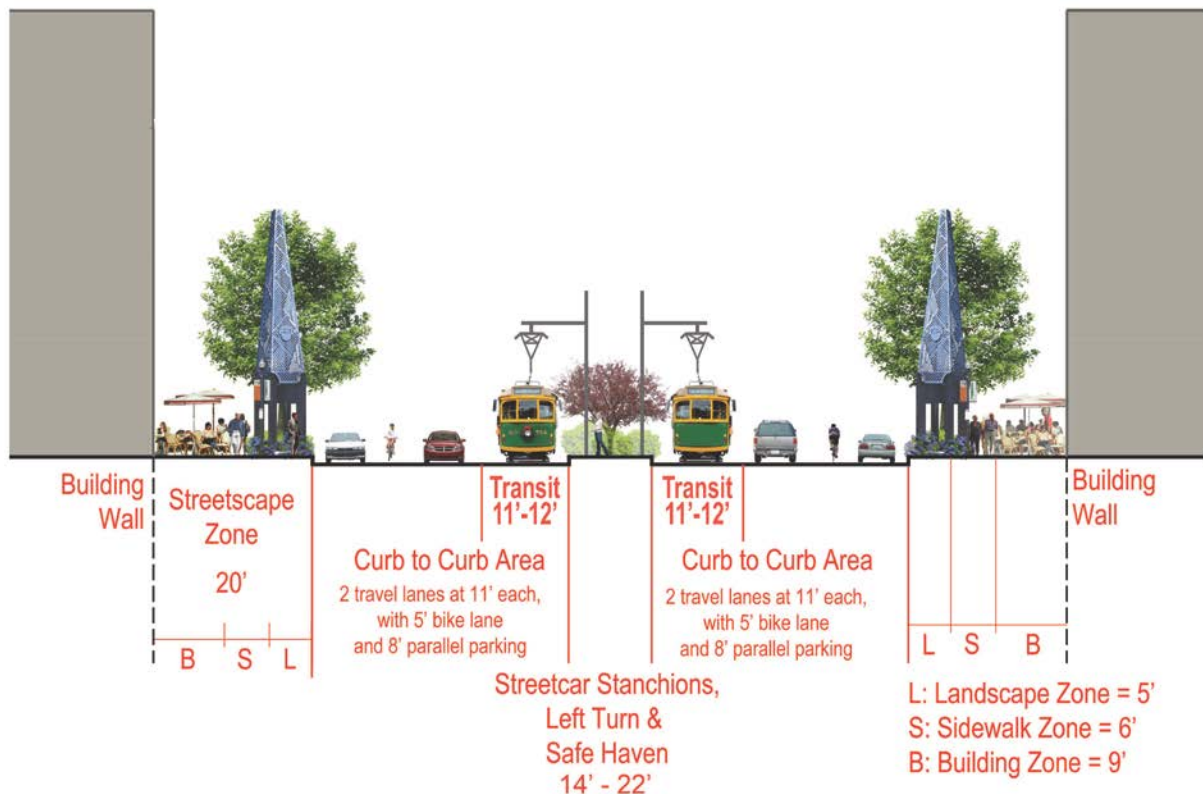 Building
Wall
Streetscape
Zone
20'
B
S
L
Transit
11'-12'
Curb to Curb Area
2 travel lanes at 11' each,
with 5' bike lane
and 8' parallel parking
Streetcar Stanchions,
Left Turn &
Safe Haven
14' - 22'
Transit
11'-12'
Curb to Curb Area
2 travel lanes at 11' each,
with 5' bike lane
and 8' parallel parking
L
S
B
Building
Wall
L: Landscape Zone = 5'
S: Sidewalk Zone = 6'
B: Building Zone = 9'